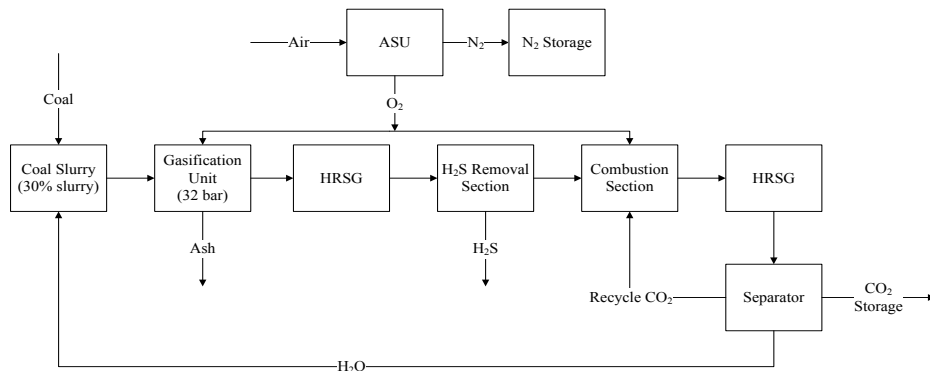 Air
ASU
N₂
N₂ Storage
Coal
O₂
Coal Slurry
(30% slurry)
Gasification
Unit
(32 bar)
HRSG
H₂S Removal
Section
Combustion
Section
HRSG
Ash
H₂S
Recycle CO₂
Separator
CO₂
Storage
H₂O